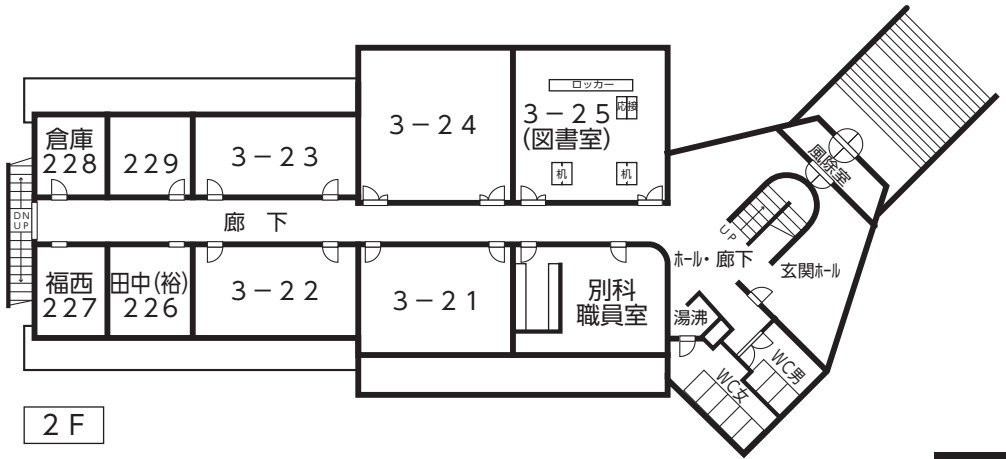 倉庫
228
229
3-23
3-24
ロッカー
応接
3-25
(図書室)
机
机
風除室
DN
UP
廊 下
UP
ホール・廊下
玄関ホール
福西
227
田中(裕)
226
3-22
3-21
別科
職員室
湯沸
WC女
WC男
2F